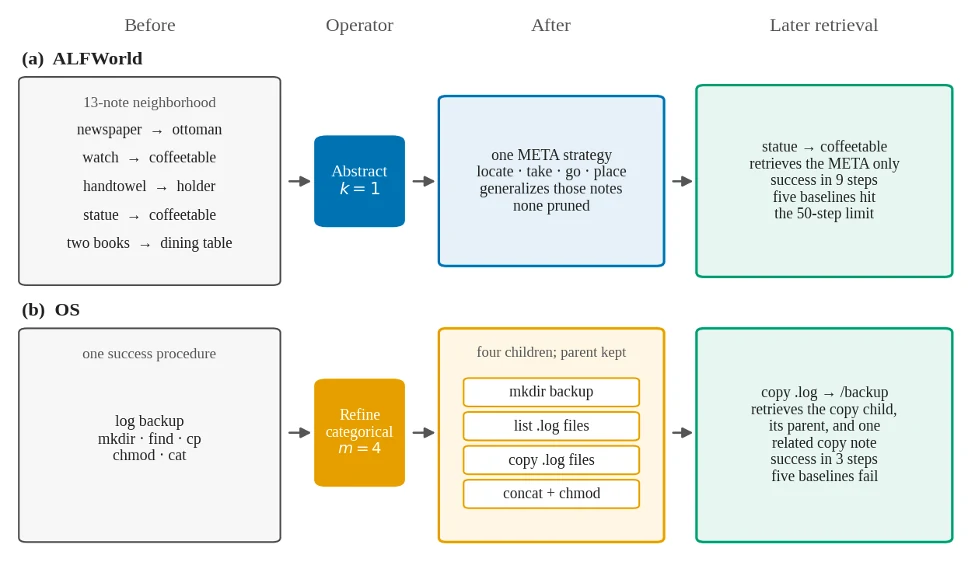 Before
Operator
After
Later retrieval
(a) ALFWorld
13-note neighborhood
newspaper → ottoman
watch → coffeetable
handtowel → holder
statue → coffeetable
two books → dining table
Abstract
k = 1
one META strategy
locate · take · go · place
generalizes those notes
none pruned
statue → coffeetable
retrieves the META only
success in 9 steps
five baselines hit
the 50-step limit
(b) OS
one success procedure
log backup
mkdir · find · cp
chmod · cat
Refine
categorical
m = 4
four children; parent kept
mkdir backup
list .log files
copy .log files
concat + chmod
copy .log → /backup
retrieves the copy child,
its parent, and one
related copy note
success in 3 steps
five baselines fail